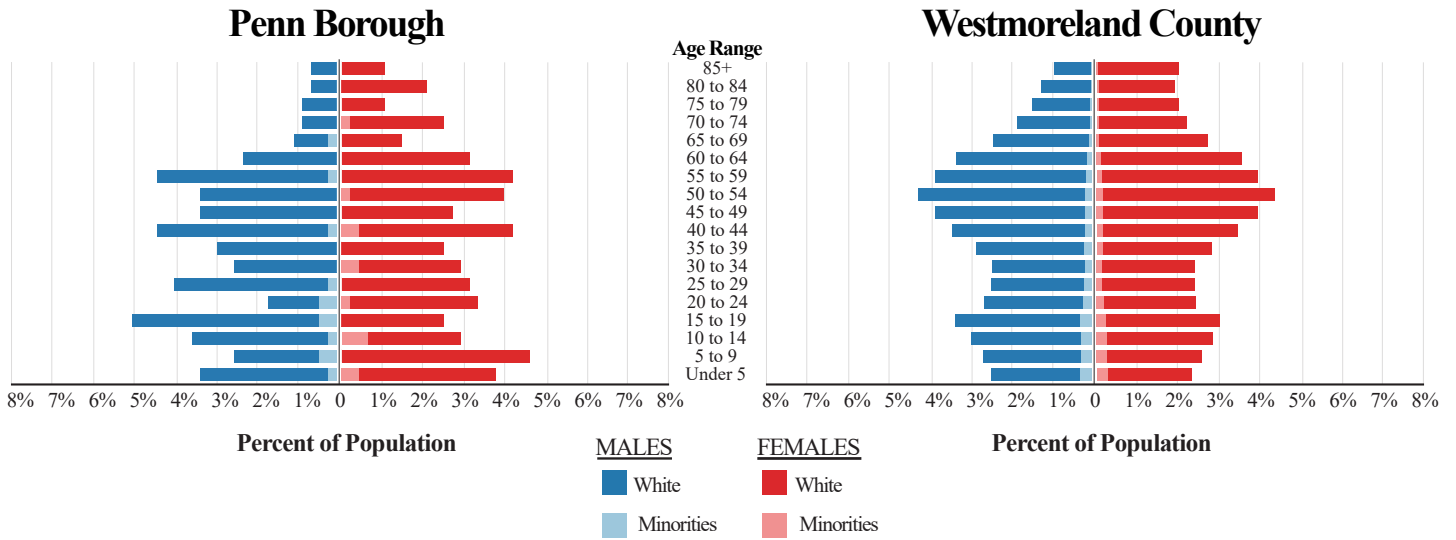 Penn Borough
Westmoreland County
Age Range
85+
80 to 84
75 to 79
70 to 74
65 to 69
60 to 64
55 to 59
50 to 54
45 to 49
40 to 44
35 to 39
30 to 34
25 to 29
20 to 24
15 to 19
10 to 14
5 to 9
Under 5
8% 7% 6% 5% 4% 2% 1% 0 1% 2% 3% 4% 5% 6% 7% 8%
8% 7% 6% 5% 4% 2% 1% 0 1% 2% 3% 4% 5% 6% 7% 8%
Percent of Population
Percent of Population
MALES
FEMALES
White
White
Minorities
Minorities